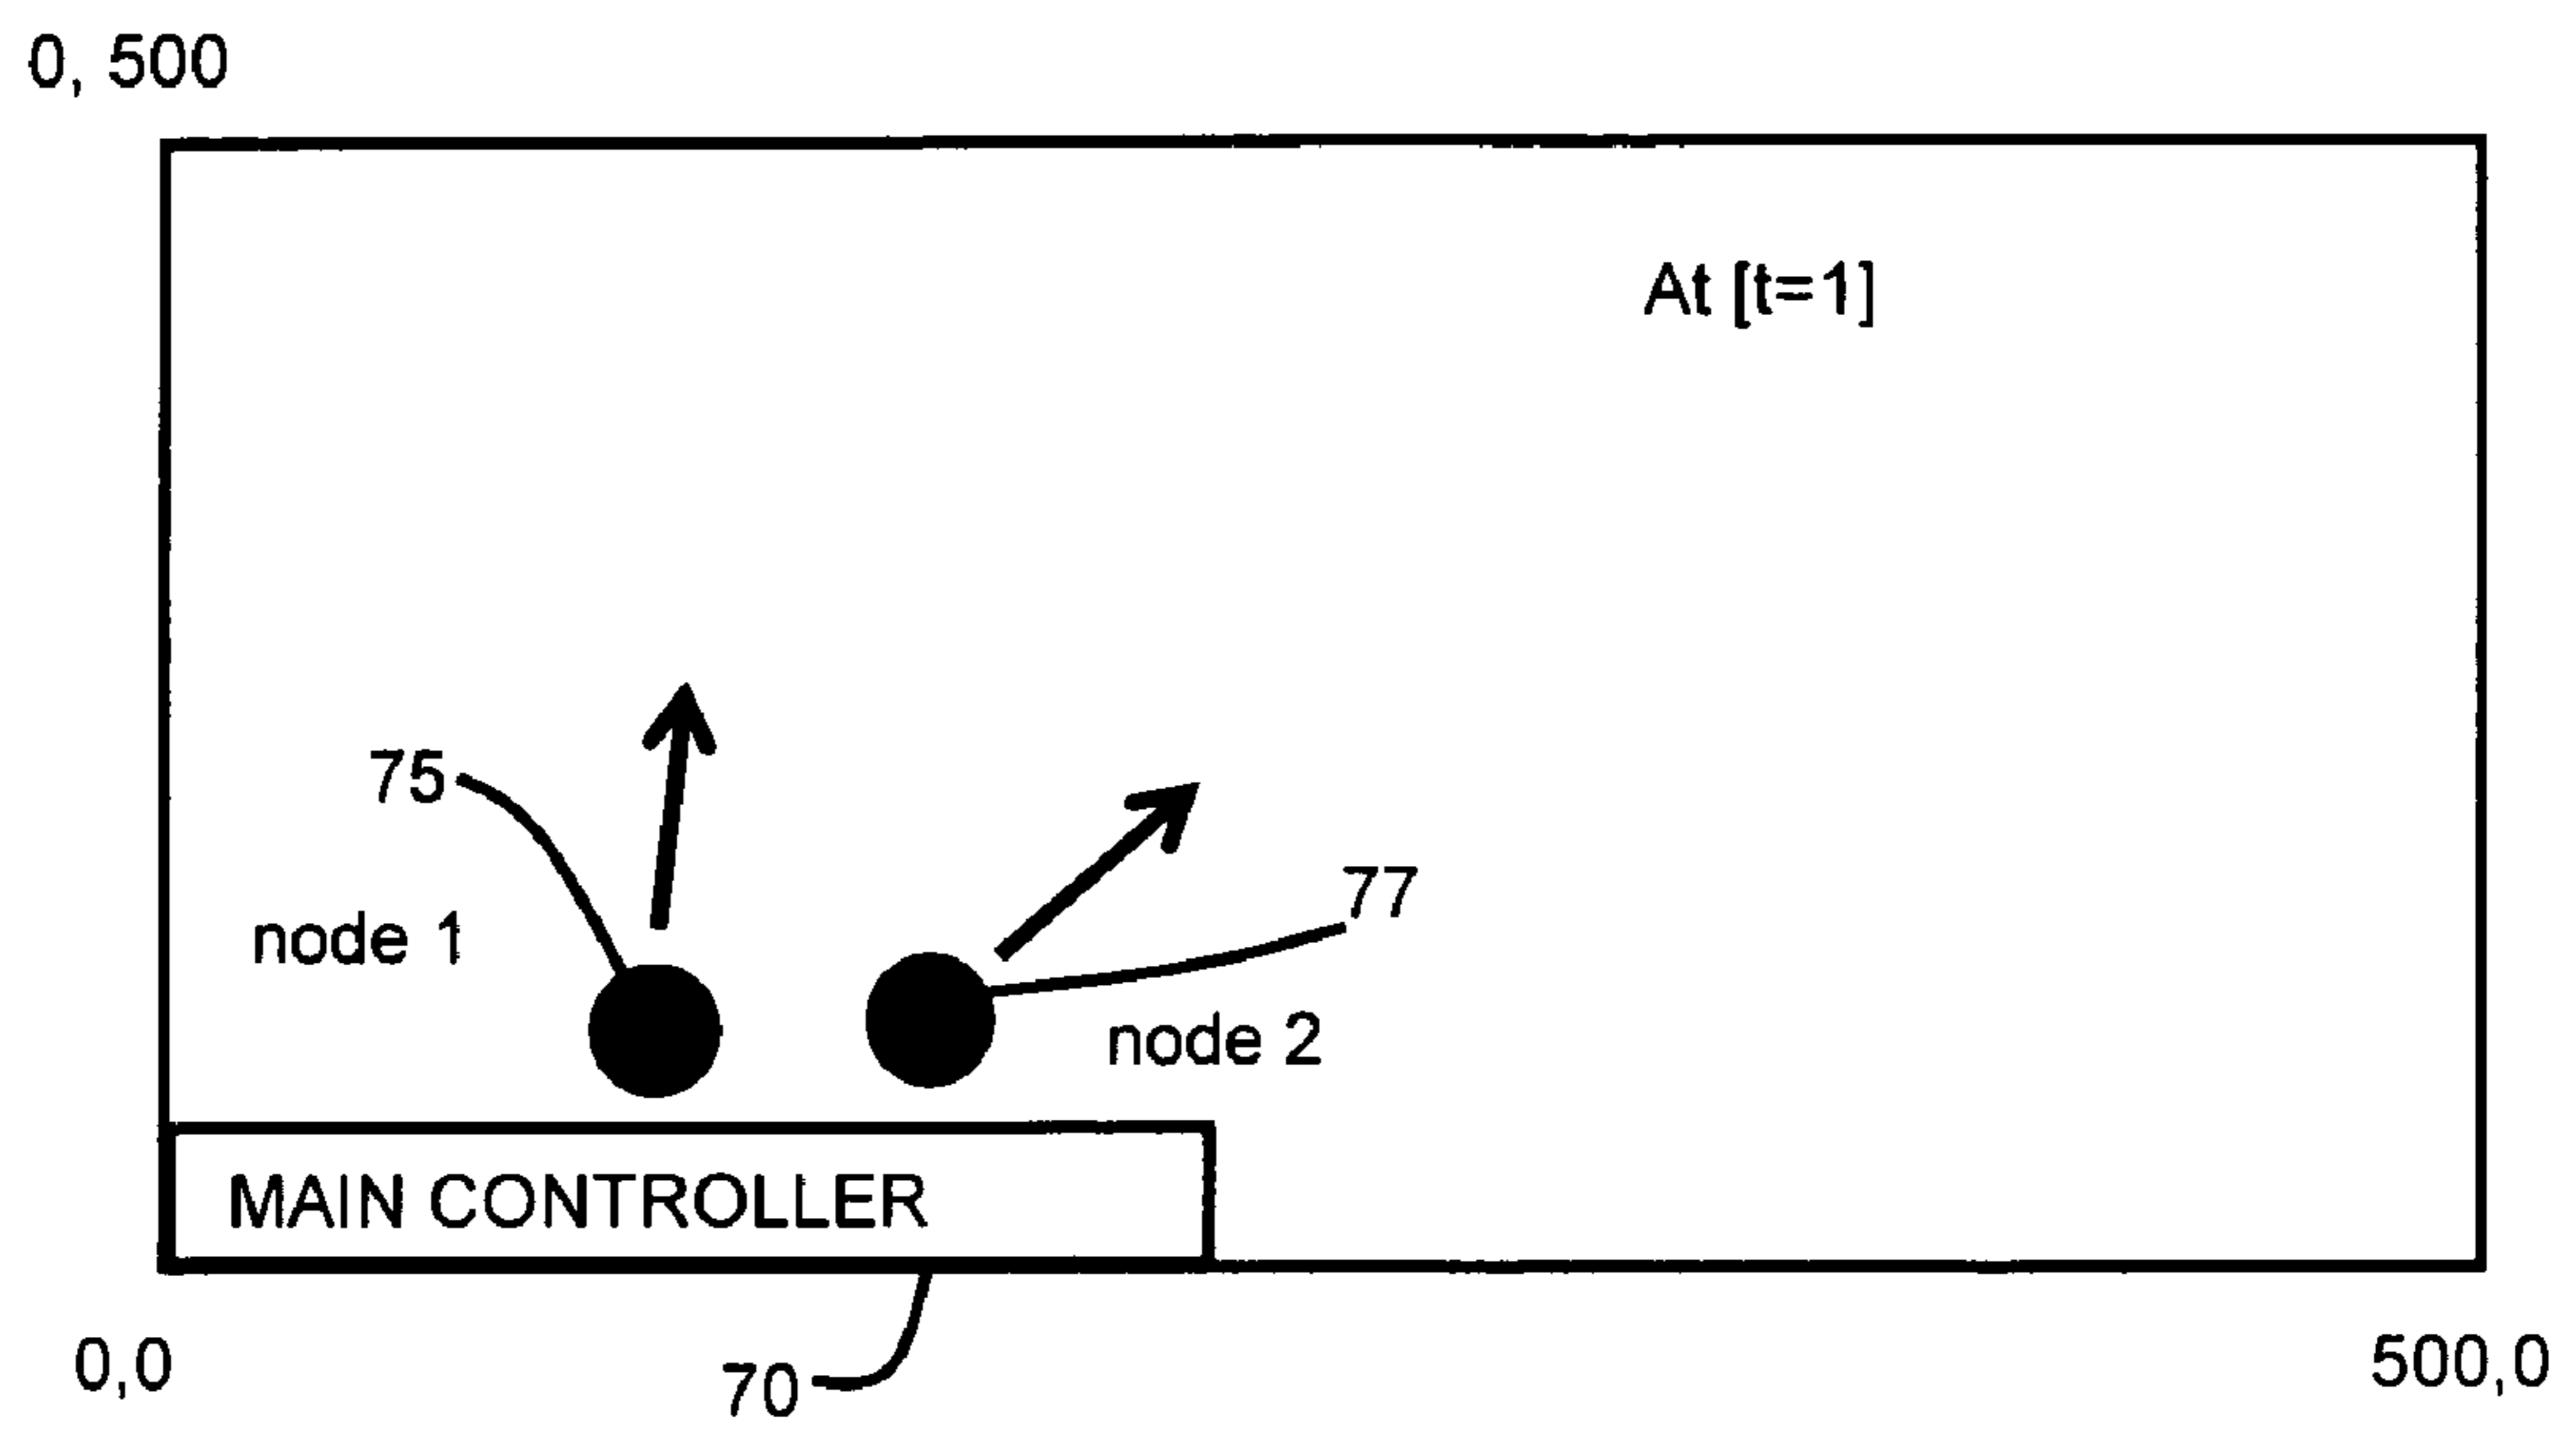 0, 500
At [t=1]
75
77
node 1
node 2
MAIN CONTROLLER
0,0
70
500,0